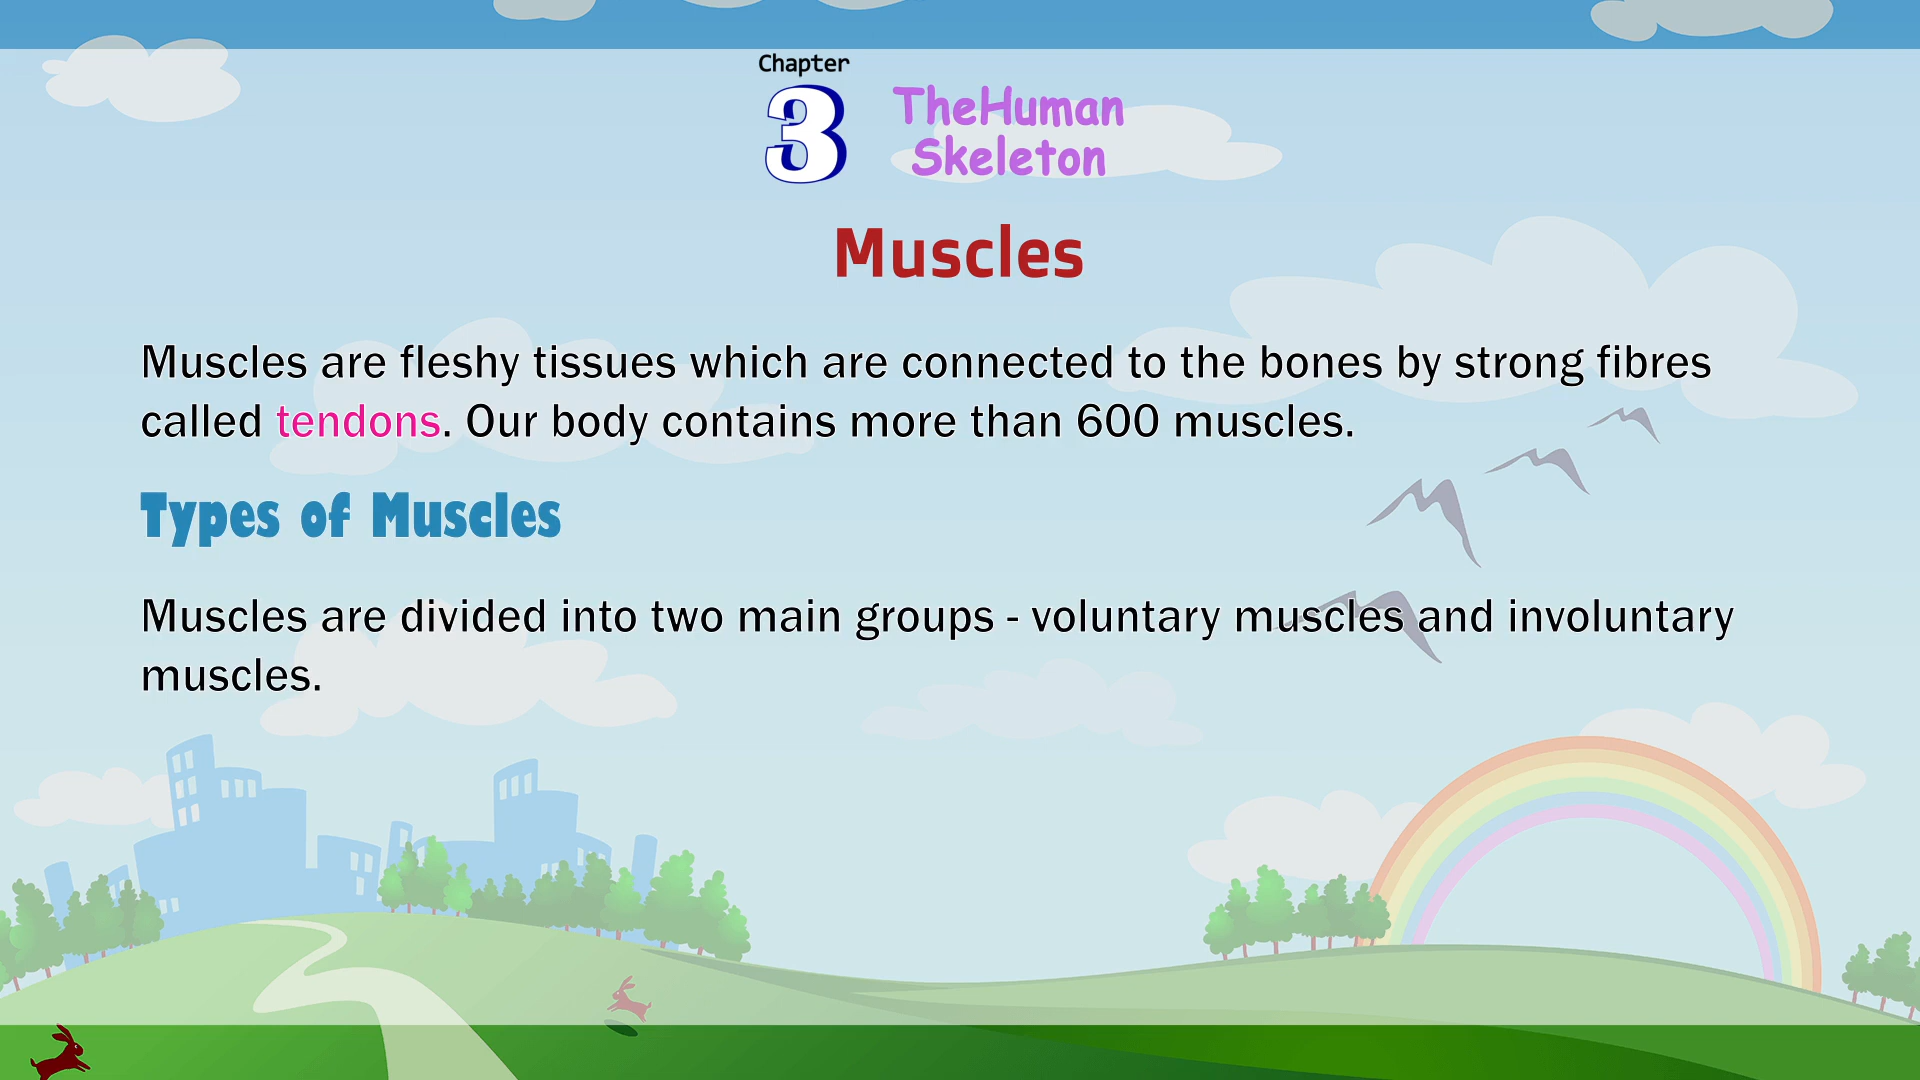 Chapter
3
TheHuman
Skeleton
Muscles
Muscles are fleshy tissues which are connected to the bones by strong fibres
called tendons. Our body contains more than 600 muscles.
Types of Muscles
Muscles are divided into two main groups - voluntary muscles and involuntary
muscles.